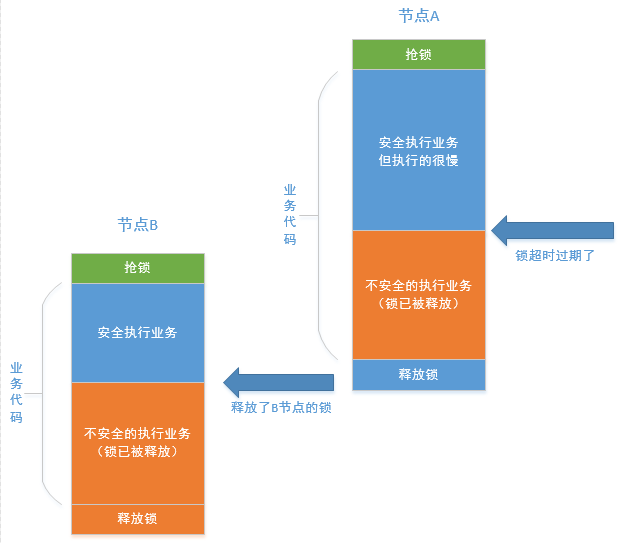 节点A
抢锁
安全执行业务
但执行的很慢
业
务
代
码
锁超时过期了
不安全的执行业务
（锁已被释放）
释放锁
节点B
抢锁
安全执行业务
业
务
代
码
释放了B节点的锁
不安全的执行业务
（锁已被释放）
释放锁